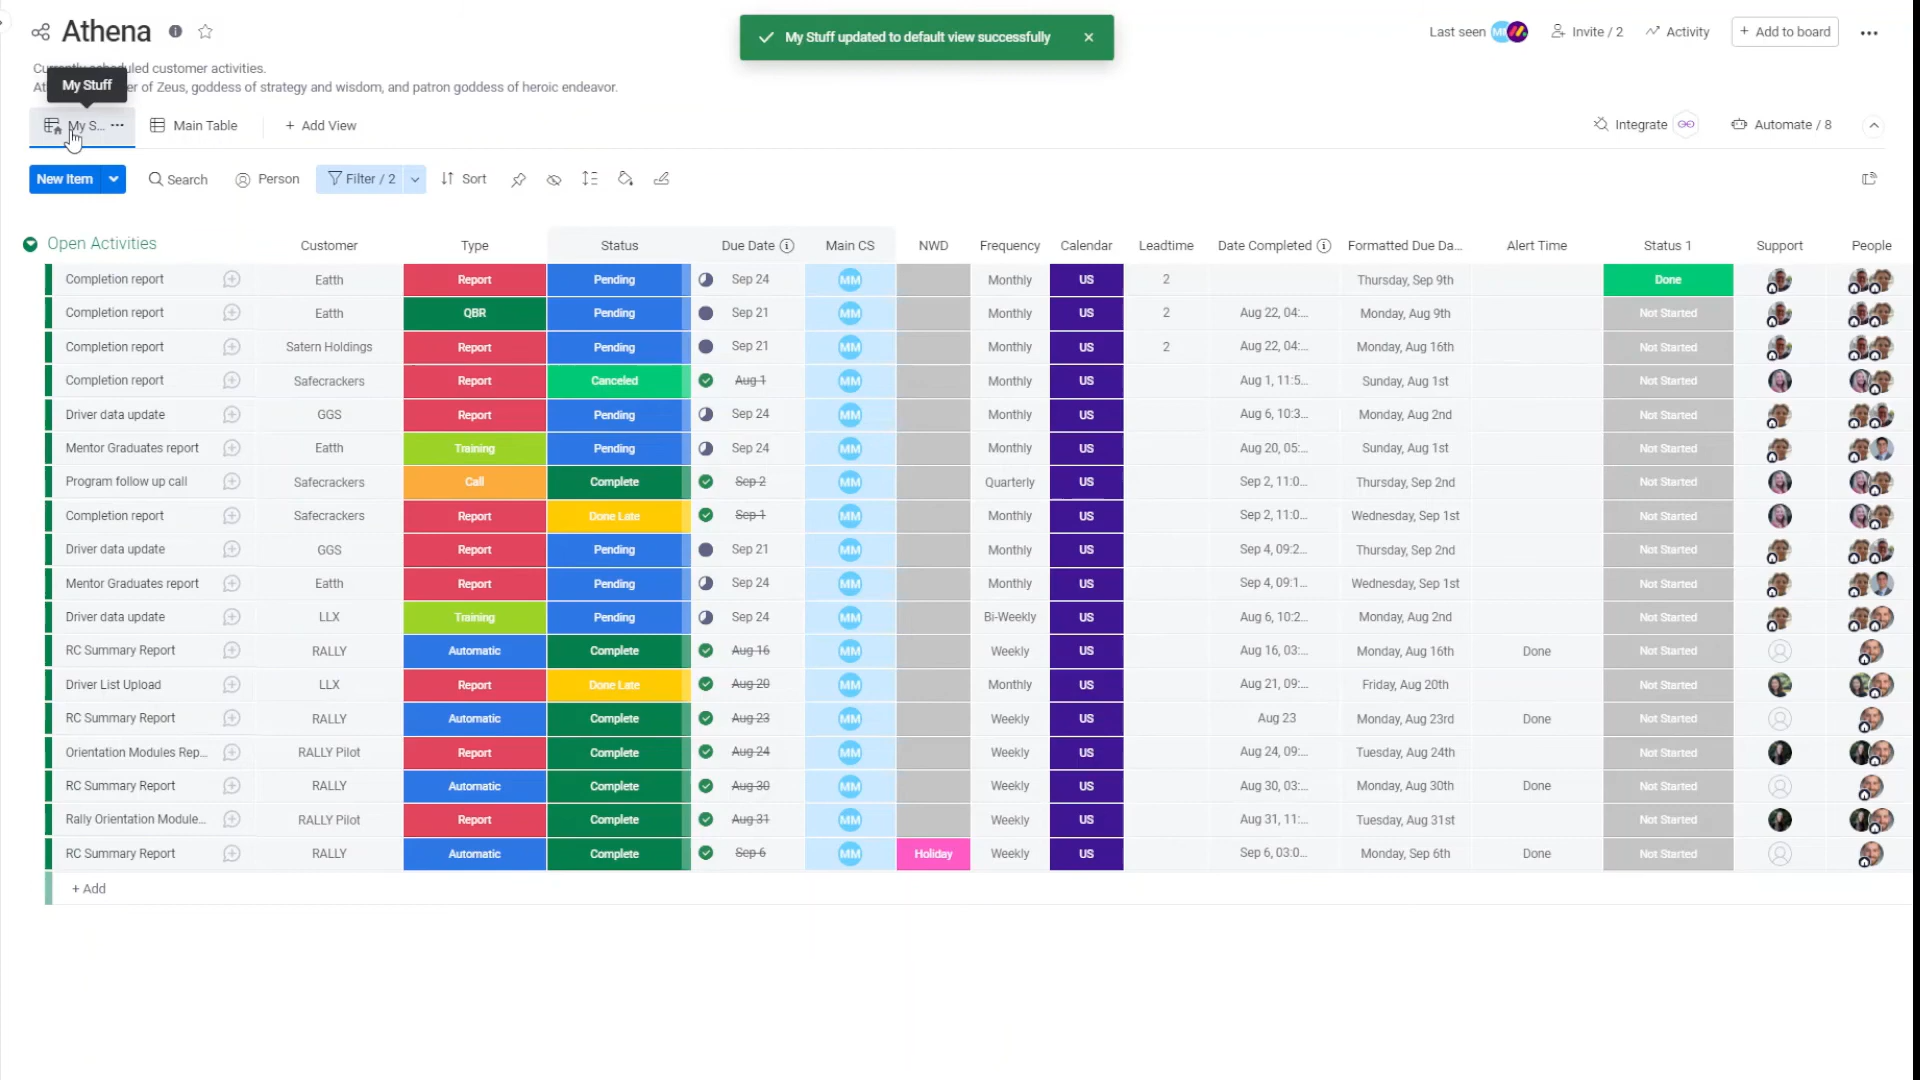 Athena
My Stuff updated to default view successfully
Last seen
Invite / 2
Activity
+ Add to board
Currently scheduled customer activities.
My Stuff
At er of Zeus, goddess of strategy and wisdom, and patron goddess of heroic endeavor.
My S...
Main Table
+ Add View
Integrate
Automate / 8
New Item
Search
Person
Filter / 2
Sort
Open Activities Customer Type Status Due Date Main CS NWD Frequency Calendar Leadtime Date Completed Formatted Due Da... Alert Time Status 1 Support People
Completion report Eatth Report Pending Sep 24 MM Monthly US 2 Thursday, Sep 9th Done
Completion report Eatth QBR Pending Sep 21 MM Monthly US 2 Aug 22, 04:... Monday, Aug 9th Not Started
Completion report Satern Holdings Report Pending Sep 21 MM Monthly US 2 Aug 22, 04:... Monday, Aug 16th Not Started
Completion report Safecrackers Report Canceled Aug 1 MM Monthly US Aug 1, 11:5... Sunday, Aug 1st Not Started
Driver data update GGS Report Pending Sep 24 MM Monthly US Aug 6, 10:3... Monday, Aug 2nd Not Started
Mentor Graduates report Eatth Training Pending Sep 24 MM Monthly US Aug 20, 05:... Sunday, Aug 1st Not Started
Program follow up call Safecrackers Call Complete Sep 2 MM Quarterly US Sep 2, 11:0... Thursday, Sep 2nd Not Started
Completion report Safecrackers Report Done Late Sep 1 MM Monthly US Sep 2, 11:0... Wednesday, Sep 1st Not Started
Driver data update GGS Report Pending Sep 21 MM Monthly US Sep 4, 09:2... Thursday, Sep 2nd Not Started
Mentor Graduates report Eatth Report Pending Sep 24 MM Monthly US Sep 4, 09:1... Wednesday, Sep 1st Not Started
Driver data update LLX Training Pending Sep 24 MM Bi-Weekly US Aug 6, 10:2... Monday, Aug 2nd Not Started
RC Summary Report RALLY Automatic Complete Aug 16 MM Weekly US Aug 16, 03:... Monday, Aug 16th Done Not Started
Driver List Upload LLX Report Done Late Aug 20 MM Monthly US Aug 21, 09:... Friday, Aug 20th Not Started
RC Summary Report RALLY Automatic Complete Aug 23 MM Weekly US Aug 23 Monday, Aug 23rd Done Not Started
Orientation Modules Rep... RALLY Pilot Report Complete Aug 24 MM Weekly US Aug 24, 09:... Tuesday, Aug 24th Not Started
RC Summary Report RALLY Automatic Complete Aug 30 MM Weekly US Aug 30, 03:... Monday, Aug 30th Done Not Started
Rally Orientation Module... RALLY Pilot Report Complete Aug 31 MM Weekly US Aug 31, 11:... Tuesday, Aug 31st Not Started
RC Summary Report RALLY Automatic Complete Sep 6 MM Holiday Weekly US Sep 6, 03:0... Monday, Sep 6th Done Not Started
+ Add